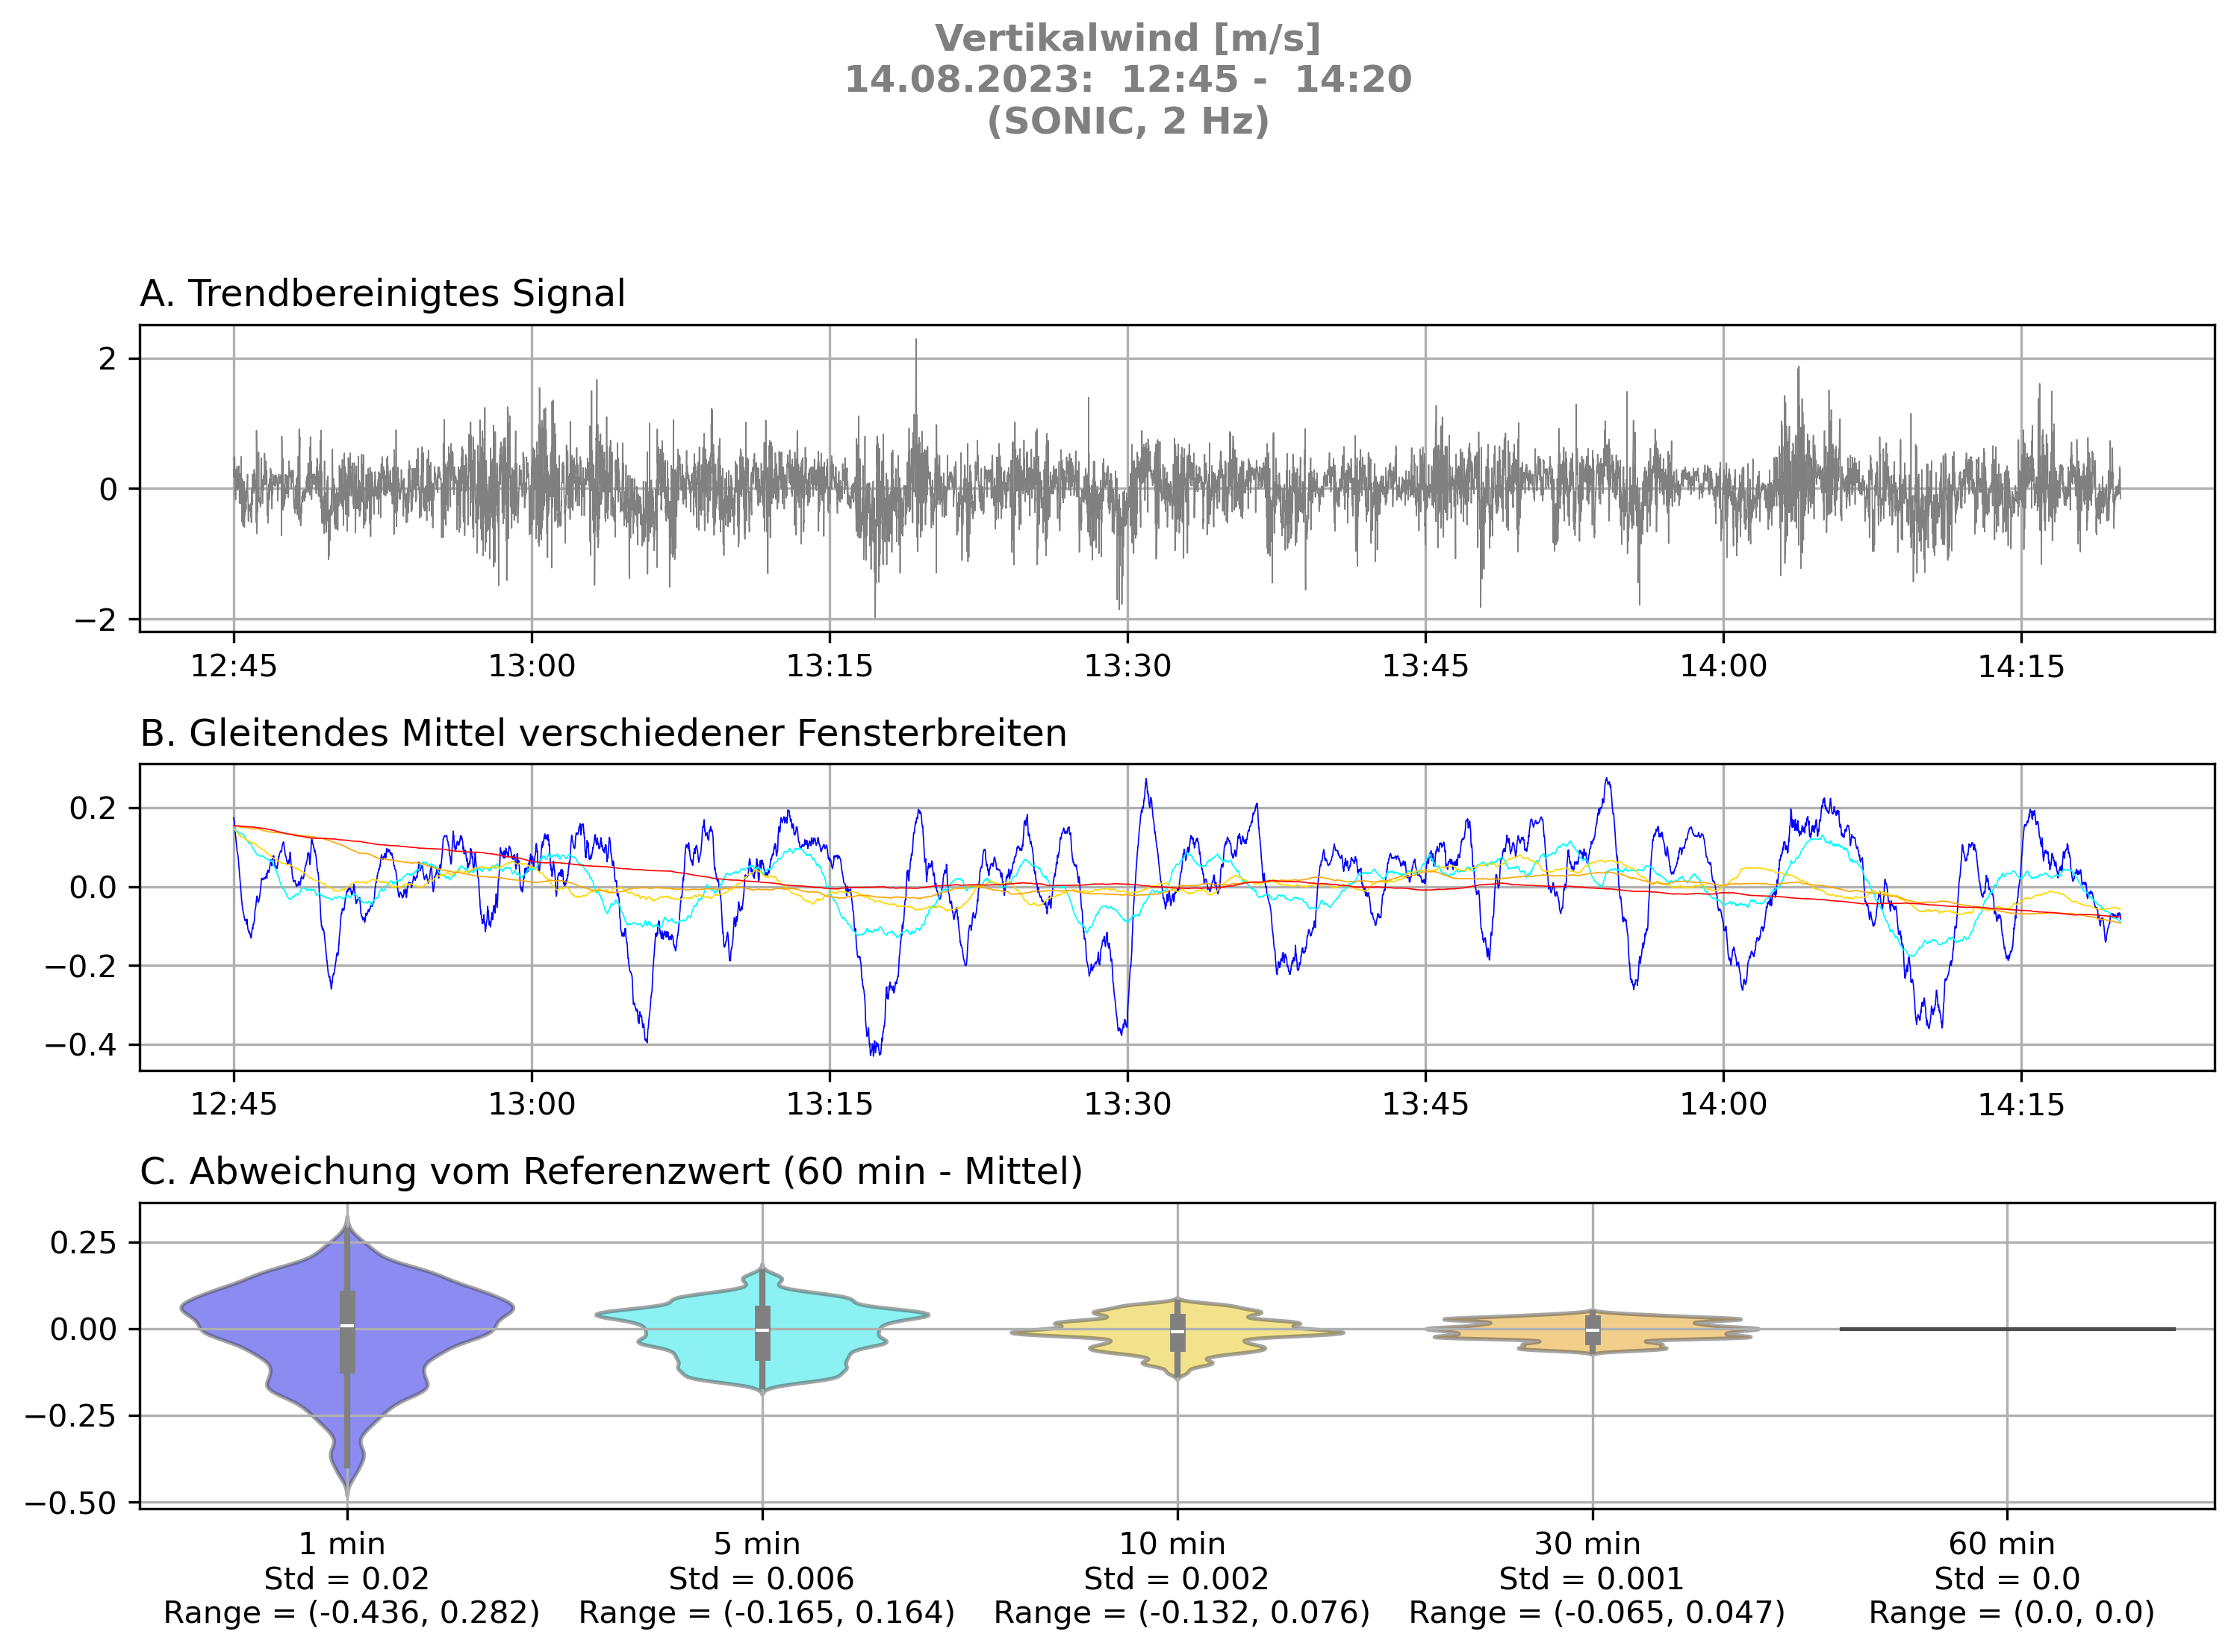 Vertikalwind [m/s]
14.08.2023:  12:45 -  14:20
(SONIC, 2 Hz)
A. Trendbereinigtes Signal
2
0
−2
12:45 13:00 13:15 13:30 13:45 14:00 14:15
B. Gleitendes Mittel verschiedener Fensterbreiten
0.2
0.0
−0.2
−0.4
12:45 13:00 13:15 13:30 13:45 14:00 14:15
C. Abweichung vom Referenzwert (60 min - Mittel)
0.25
0.00
−0.25
−0.50
1 min 5 min 10 min 30 min 60 min
Std = 0.02 Std = 0.006 Std = 0.002 Std = 0.001 Std = 0.0
Range = (-0.436, 0.282) Range = (-0.165, 0.164) Range = (-0.132, 0.076) Range = (-0.065, 0.047) Range = (0.0, 0.0)